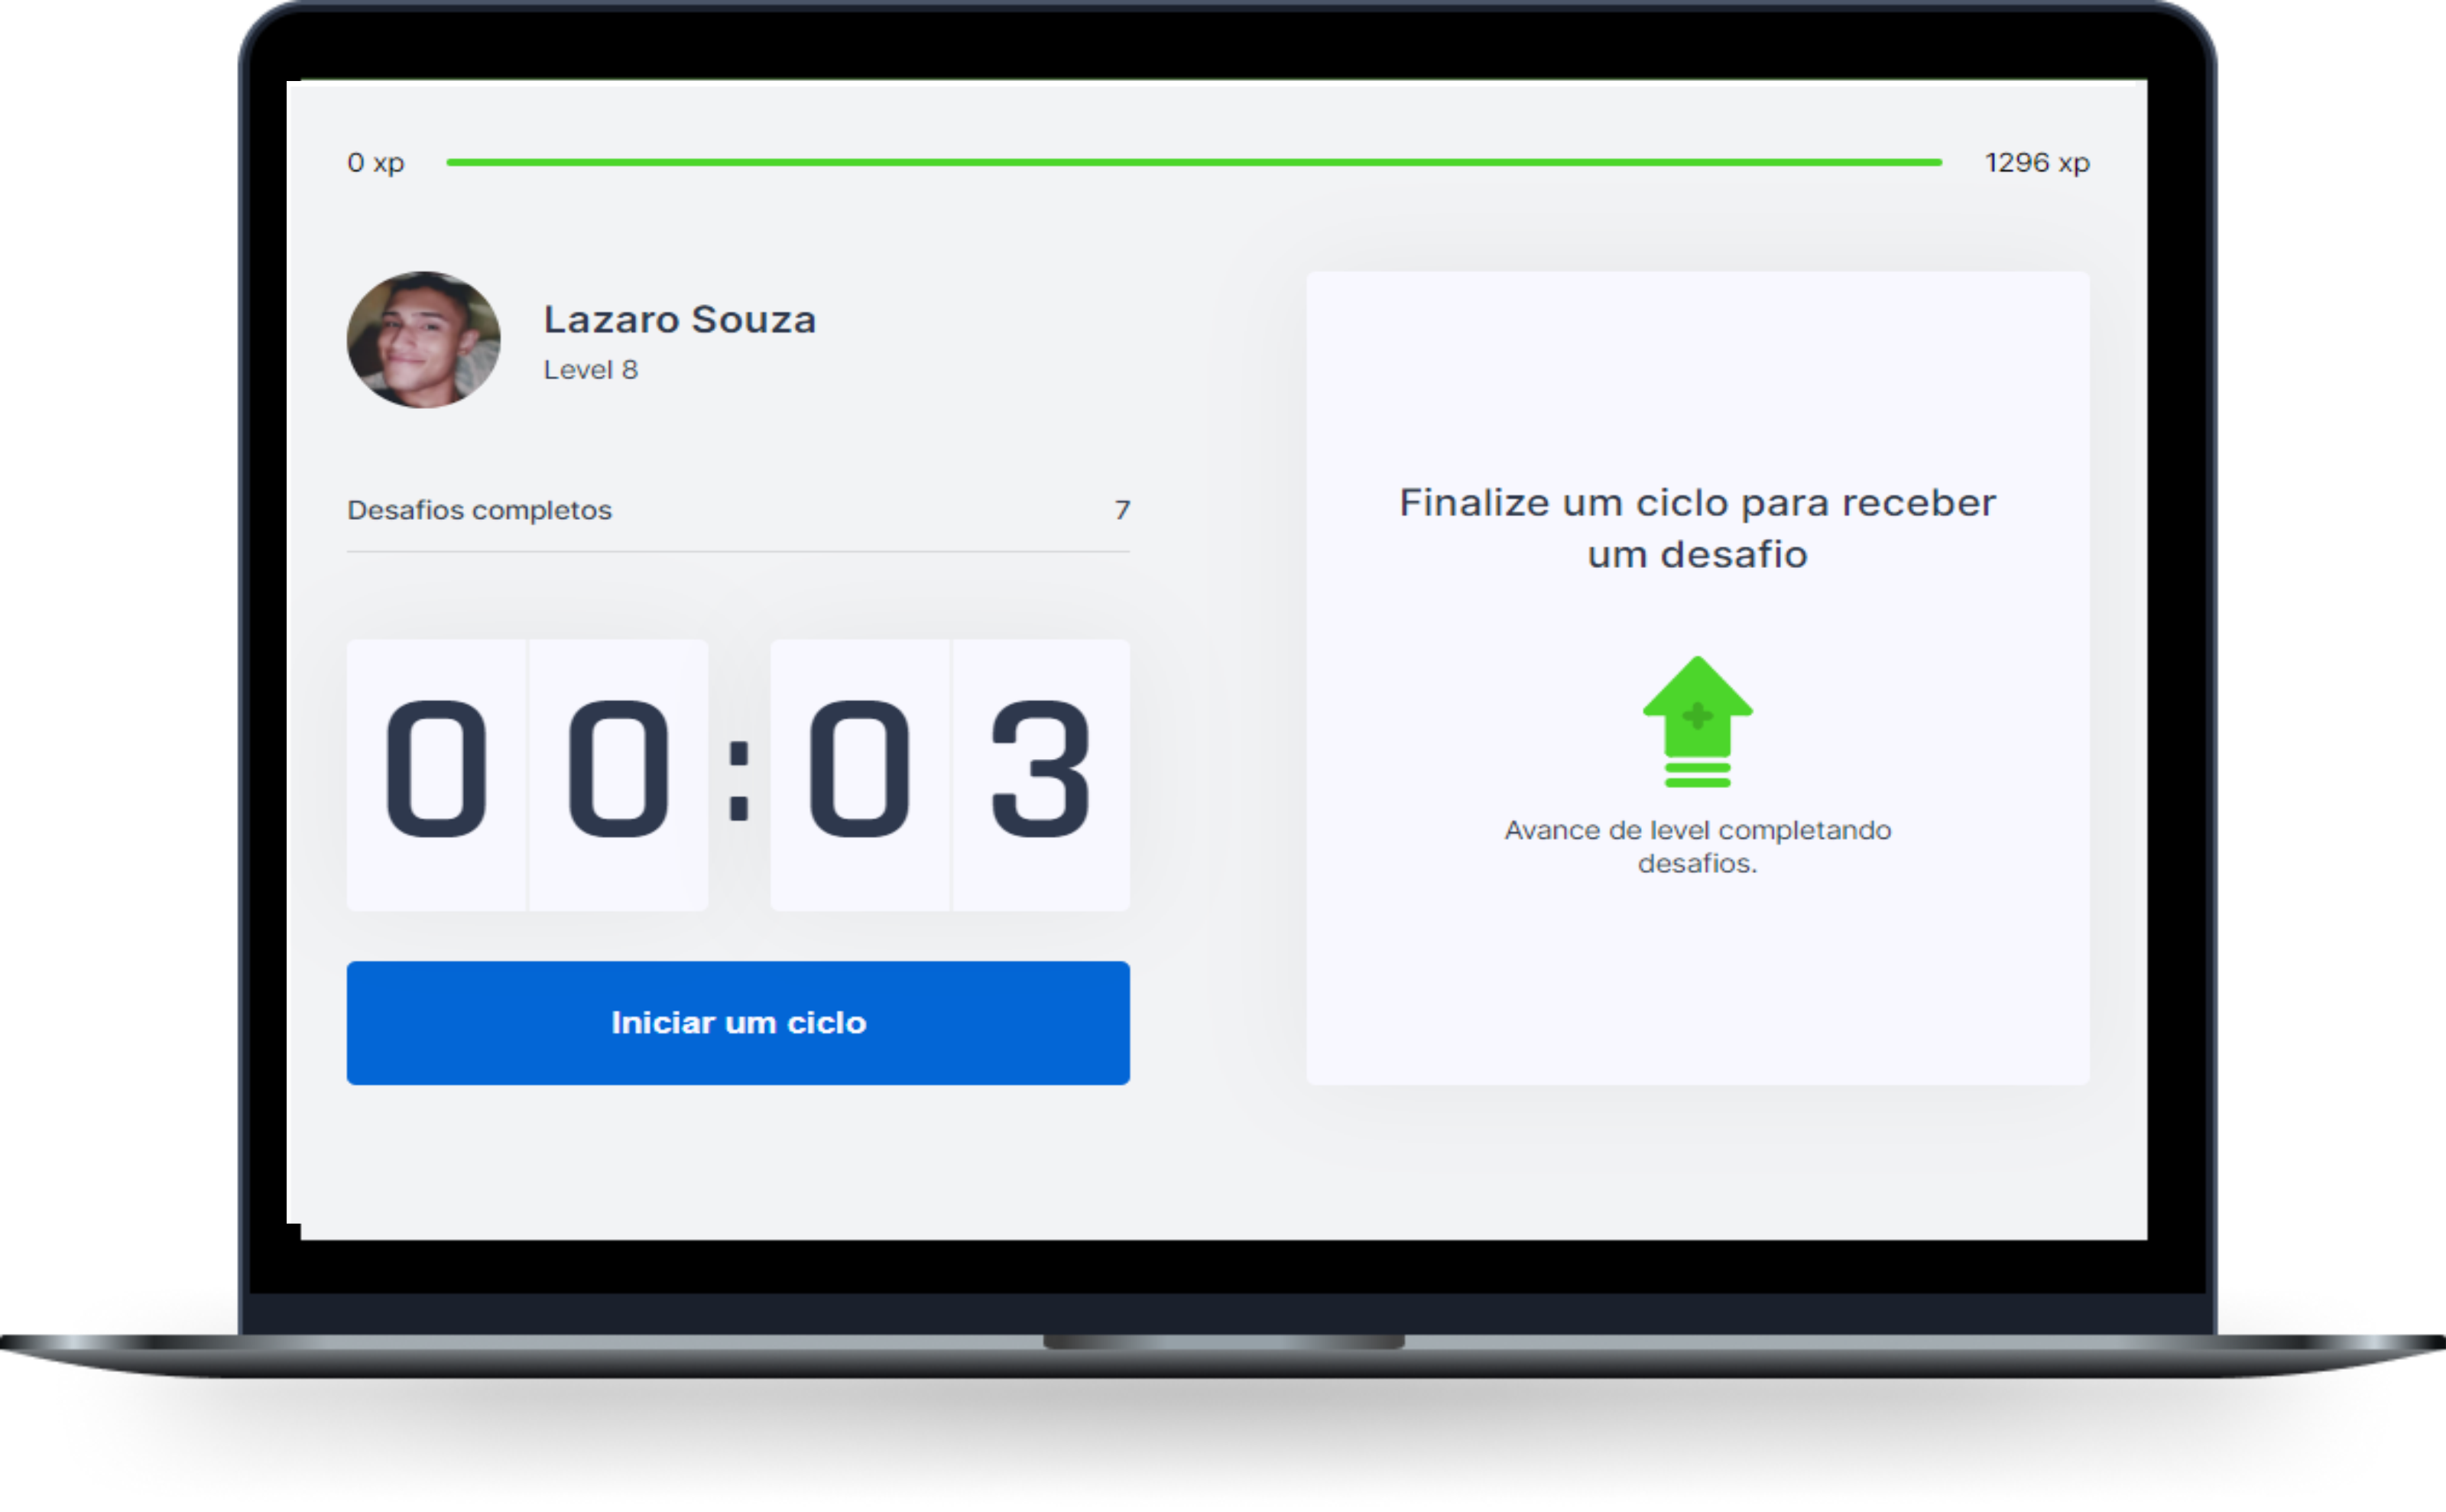 0 xp
1296 xp
Lazaro Souza
Level 8
Desafios completos 7
00:03
Iniciar um ciclo
Finalize um ciclo para receber
um desafio
Avance de level completando
desafios.